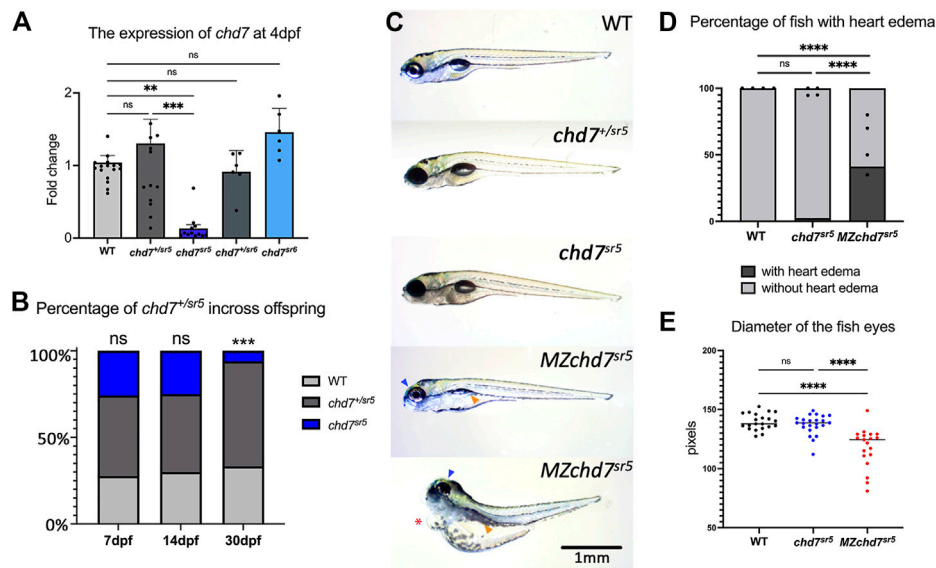 A
The expression of chd7 at 4dpf
ns
ns
**
ns
***
Fold change
2
1
0
WT
chd7+/sr5
chd7sr5
chd7+/sr6
chd7sr6
B
Percentage of chd7+/sr5 incross offspring
ns
ns
***
100%
50%
0%
7dpf
14dpf
30dpf
WT
chd7+/sr5
chd7sr5
C
WT
chd7+/sr5
chd7sr5
MZchd7sr5
MZchd7sr5
*
1mm
D
Percentage of fish with heart edema
****
ns
****
100
50
0
WT
chd7sr5
MZchd7sr5
with heart edema
without heart edema
E
Diameter of the fish eyes
ns
****
****
pixels
200
150
100
50
WT
chd7sr5
MZchd7sr5